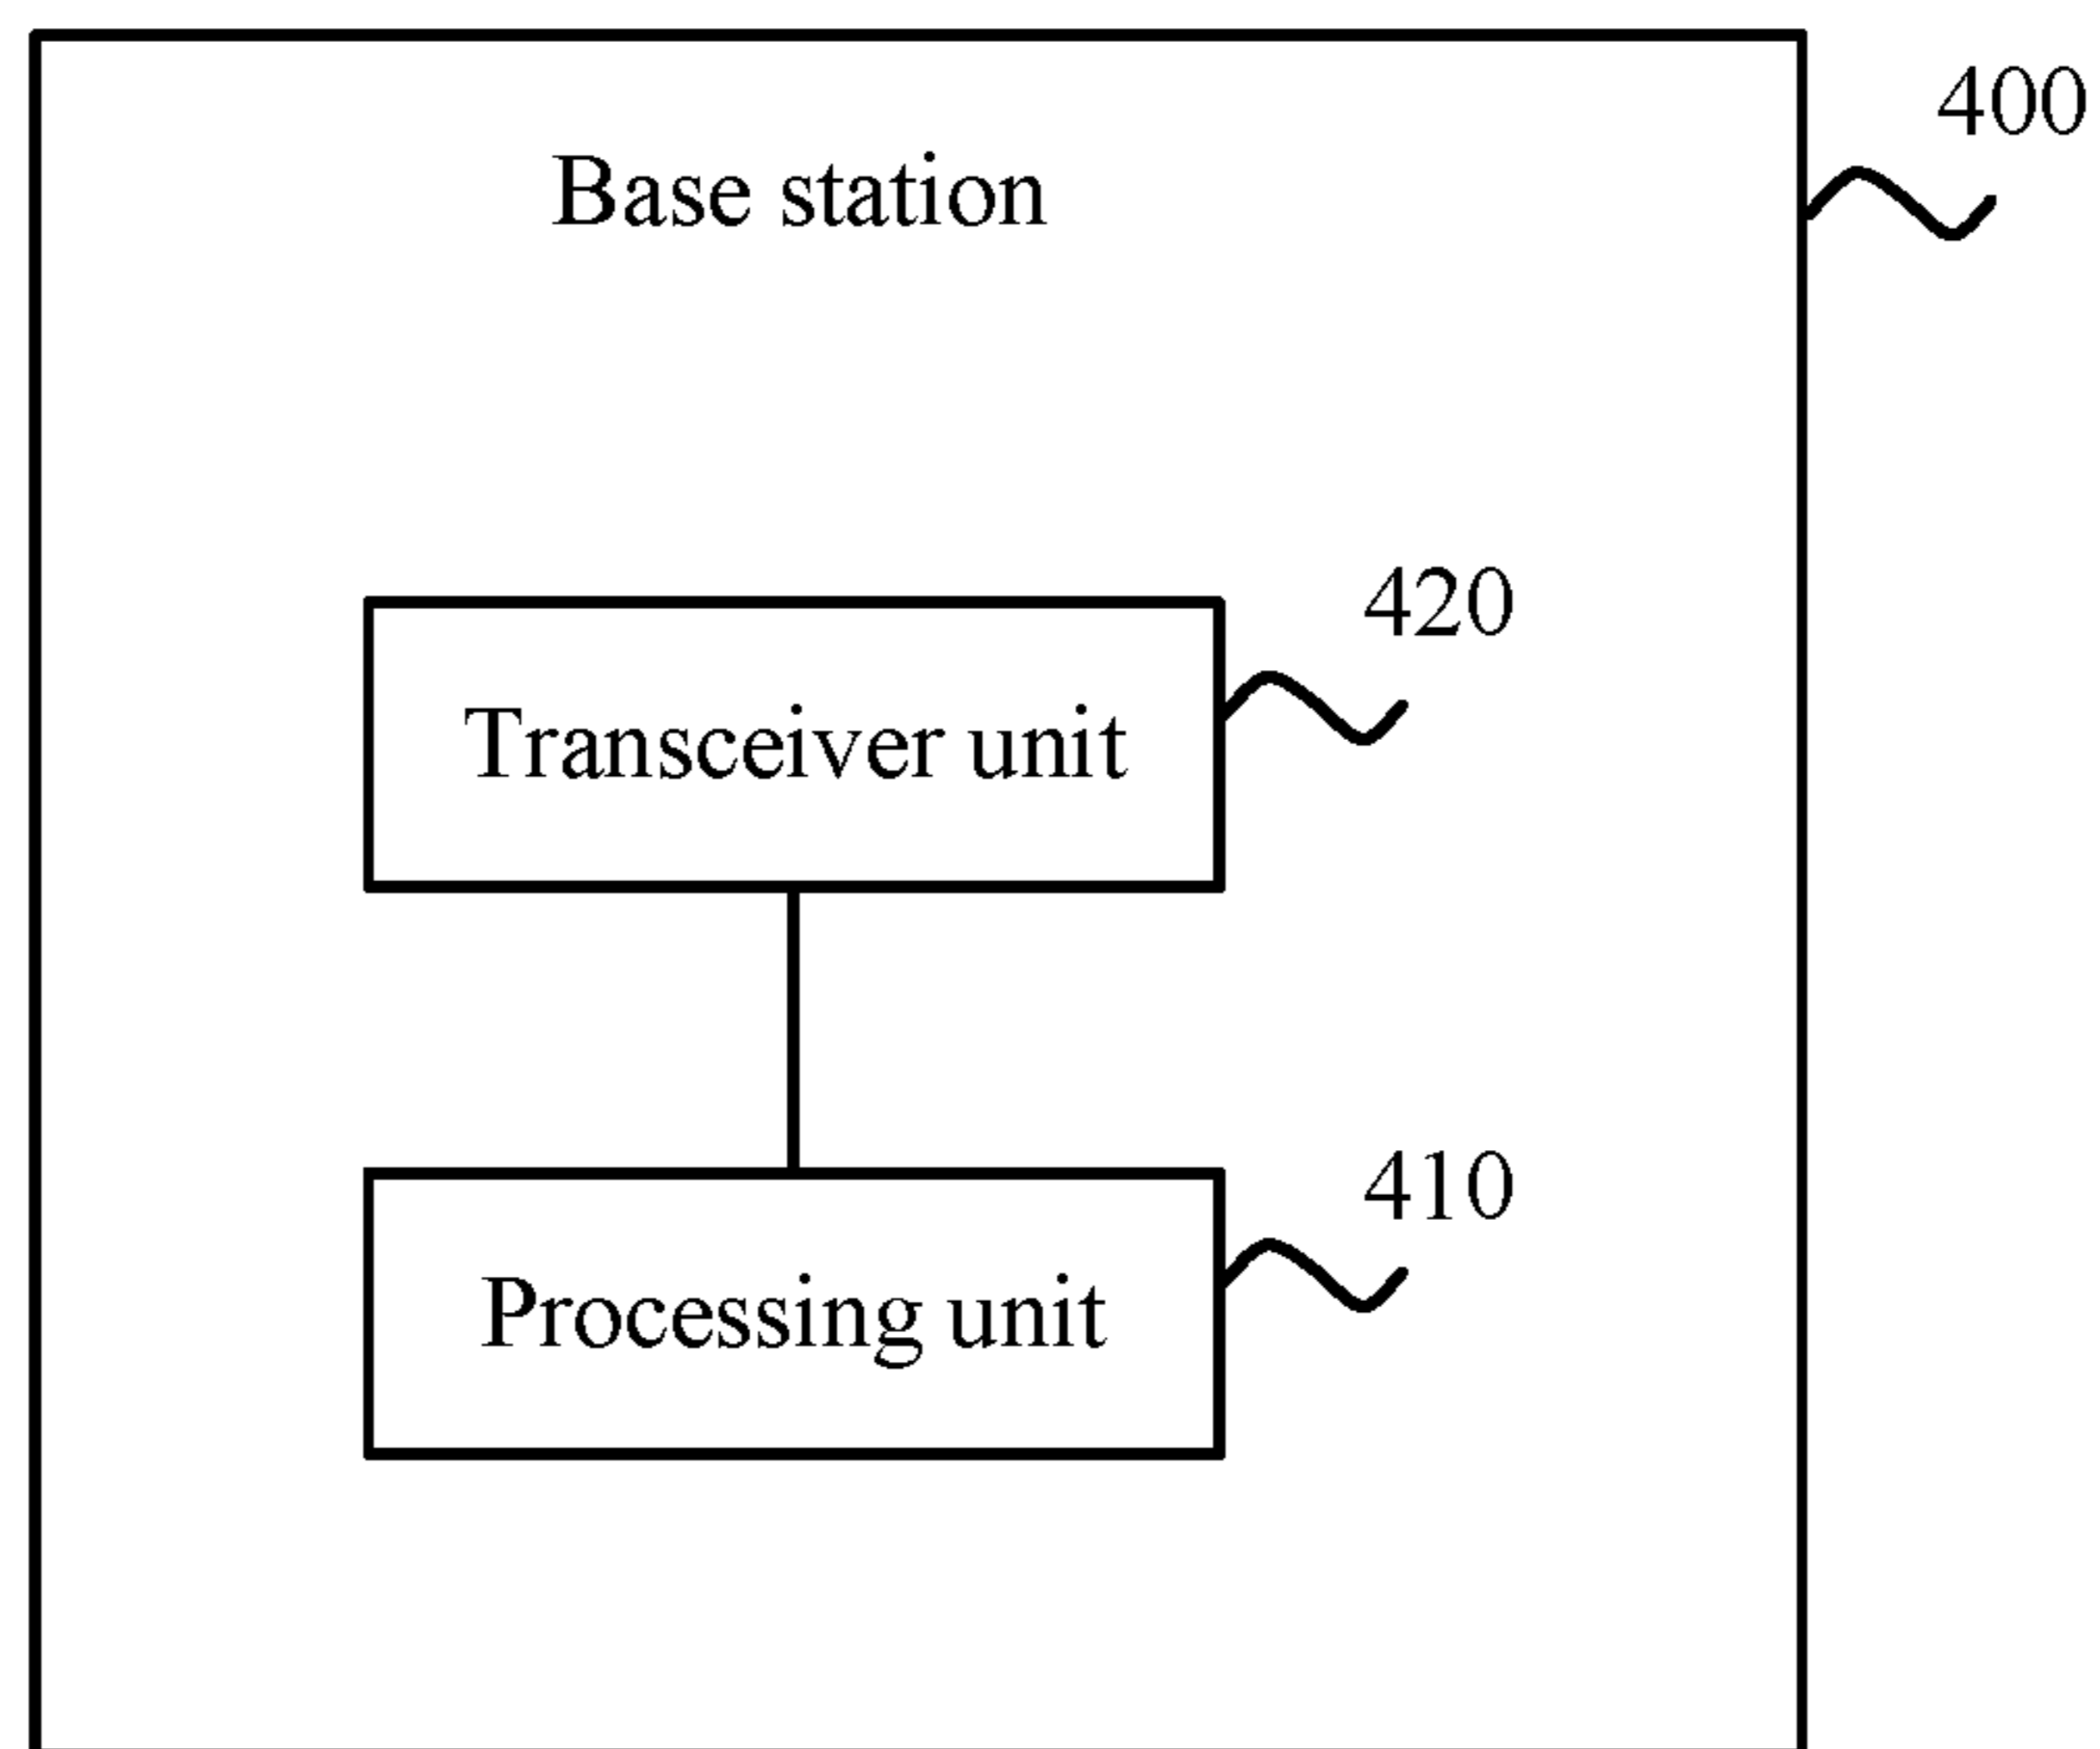 400
Base station
420
Transceiver unit
410
Processing unit